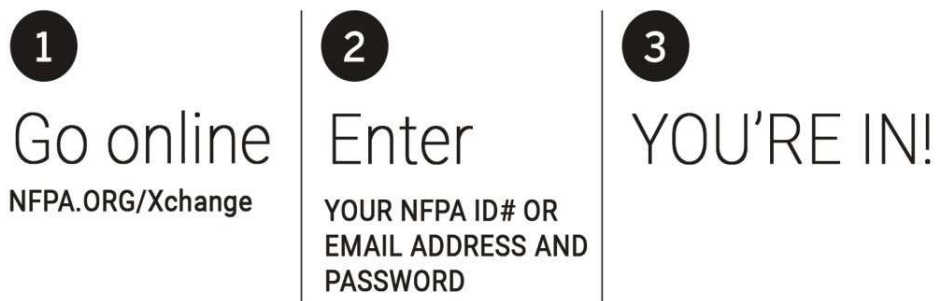 1
Go online
NFPA.ORG/Xchange
2
Enter
YOUR NFPA ID# OR
EMAIL ADDRESS AND
PASSWORD
3
YOU'RE IN!